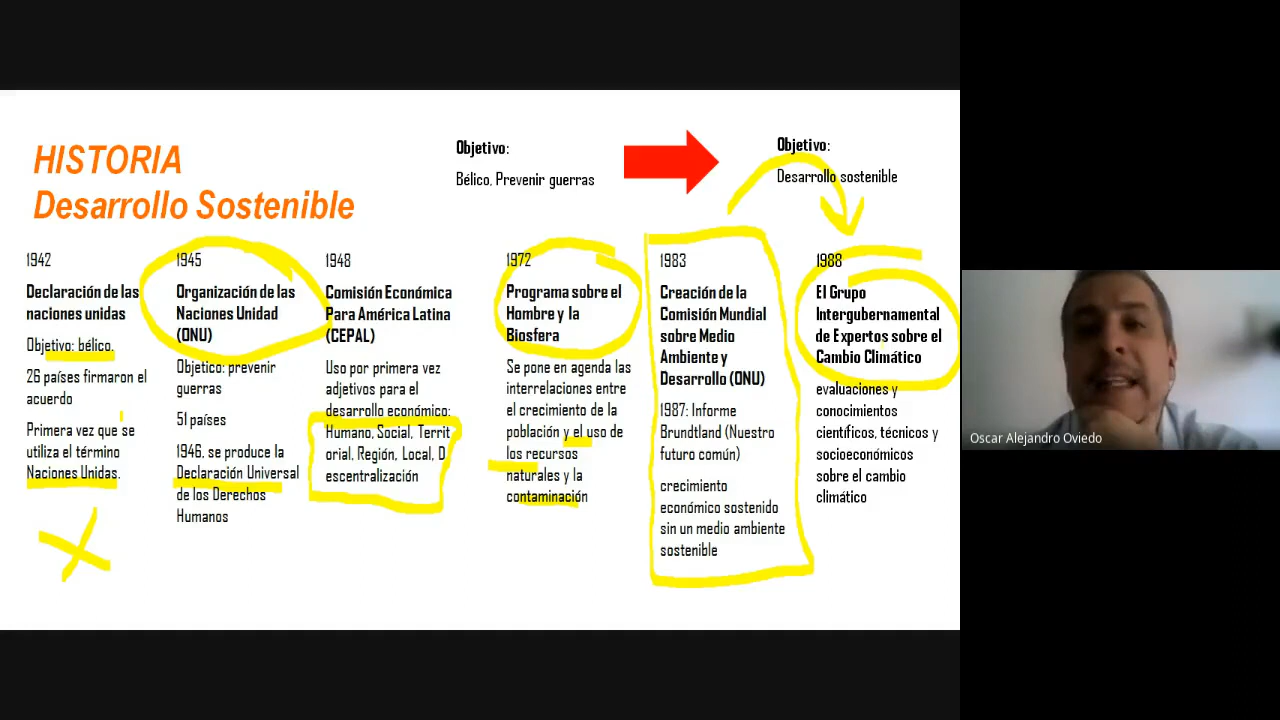 HISTORIA
Desarrollo Sostenible
Objetivo:
Bélico, Prevenir guerras
Objetivo:
Desarrollo sostenible
1942
Declaración de las
naciones unidas
Objetivo: bélico.
26 países firmaron el
acuerdo
Primera vez que se
utiliza el término
Naciones Unidas.
1945
Organización de las
Naciones Unidad
(ONU)
Objetico: prevenir
guerras
51 países
1946. se produce la
Declaración Universal
de los Derechos
Humanos
1948
Comisión Económica
Para América Latina
(CEPAL)
Uso por primera vez
adjetivos para el
desarrollo económico:
Humano, Social, Territ
orial, Región, Local, D
escentralización
1972
Programa sobre el
Hombre y la
Biosfera
Se pone en agenda las
interrelaciones entre
el crecimiento de la
población y el uso de
los recursos
naturales y la
contaminación
1983
Creación de la
Comisión Mundial
sobre Medio
Ambiente y
Desarrollo (ONU)
1987: Informe
Brundtland (Nuestro
futuro común)
crecimiento
económico sostenido
sin un medio ambiente
sostenible
1988
El Grupo
Intergubernamental
de Expertos sobre el
Cambio Climático
evaluaciones y
conocimientos
científicos, técnicos y
socioeconómicos
sobre el cambio
climático
Oscar Alejandro Oviedo